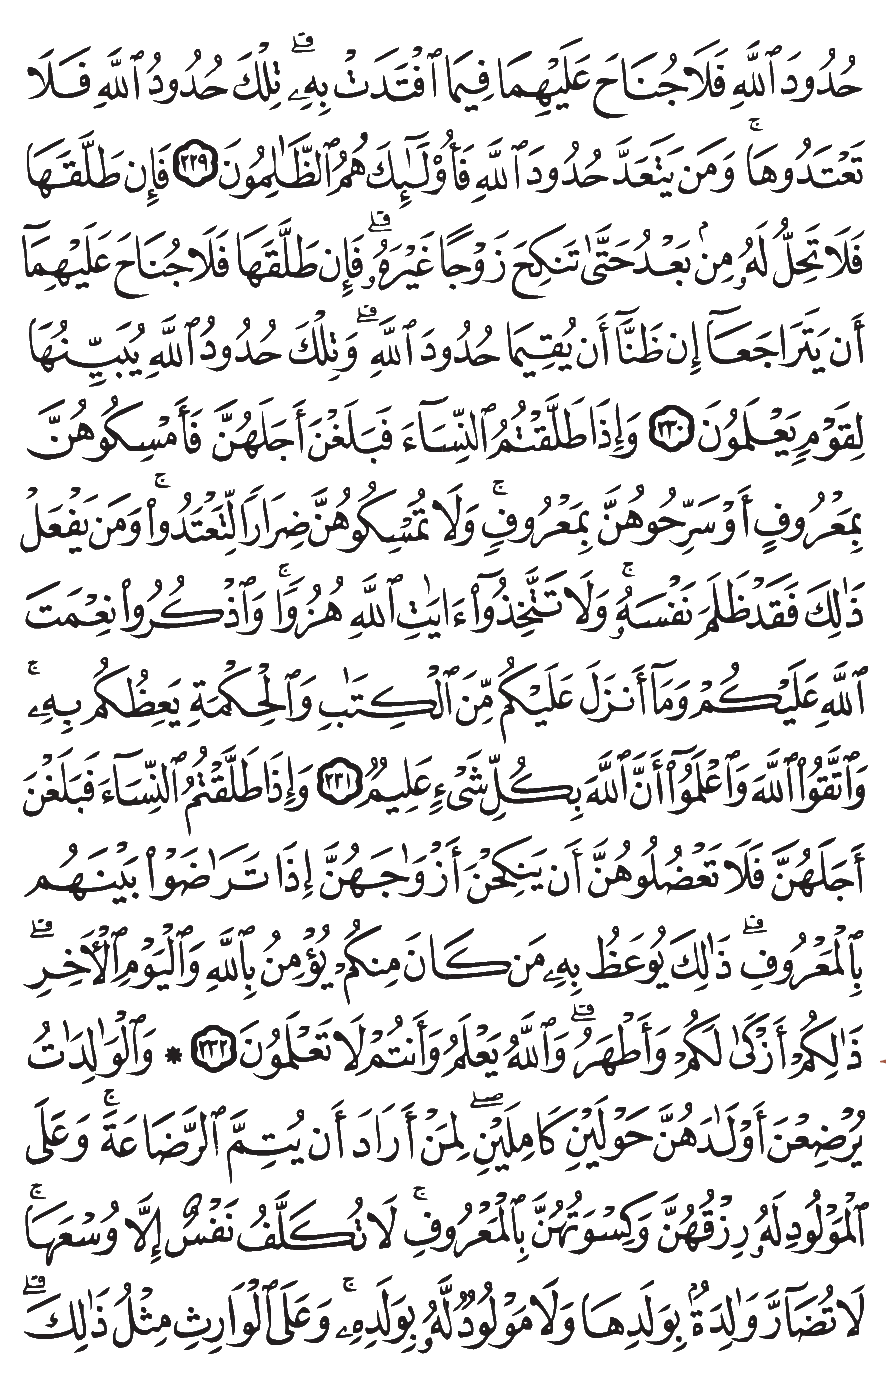 حُدُودَ ٱللَّهِ فَلَا جُنَاحَ عَلَيْهِمَا فِيمَا ٱفْتَدَتْ بِهِۦۗ تِلْكَ حُدُودُ ٱللَّهِ فَلَا
تَعْتَدُوهَاۚ وَمَن يَتَعَدَّ حُدُودَ ٱللَّهِ فَأُوْلَـٰٓئِكَ هُمُ ٱلظَّـٰلِمُونَ ٢٢٩ فَإِن طَلَّقَهَا
فَلَا تَحِلُّ لَهُۥ مِنۢ بَعْدُ حَتَّىٰ تَنكِحَ زَوْجًا غَيْرَهُۥۗ فَإِن طَلَّقَهَا فَلَا جُنَاحَ عَلَيْهِمَآ
أَن يَتَرَاجَعَآ إِن ظَنَّآ أَن يُقِيمَا حُدُودَ ٱللَّهِۗ وَتِلْكَ حُدُودُ ٱللَّهِ يُبَيِّنُهَا
لِقَوْمٍ يَعْلَمُونَ ٢٣٠ وَإِذَا طَلَّقْتُمُ ٱلنِّسَآءَ فَبَلَغْنَ أَجَلَهُنَّ فَأَمْسِكُوهُنَّ
بِمَعْرُوفٍ أَوْ سَرِّحُوهُنَّ بِمَعْرُوفٍۚ وَلَا تُمْسِكُوهُنَّ ضِرَارًا لِّتَعْتَدُوا۟ۚ وَمَن يَفْعَلْ
ذَٰلِكَ فَقَدْ ظَلَمَ نَفْسَهُۥۚ وَلَا تَتَّخِذُوٓا۟ ءَايَـٰتِ ٱللَّهِ هُزُوًاۚ وَٱذْكُرُوا۟ نِعْمَتَ
ٱللَّهِ عَلَيْكُمْ وَمَآ أَنزَلَ عَلَيْكُم مِّنَ ٱلْكِتَـٰبِ وَٱلْحِكْمَةِ يَعِظُكُم بِهِۦۚ
وَٱتَّقُوا۟ ٱللَّهَ وَٱعْلَمُوٓا۟ أَنَّ ٱللَّهَ بِكُلِّ شَىْءٍ عَلِيمٌ ٢٣١ وَإِذَا طَلَّقْتُمُ ٱلنِّسَآءَ فَبَلَغْنَ
أَجَلَهُنَّ فَلَا تَعْضُلُوهُنَّ أَن يَنكِحْنَ أَزْوَٰجَهُنَّ إِذَا تَرَٰضَوْا۟ بَيْنَهُم
بِٱلْمَعْرُوفِۗ ذَٰلِكَ يُوعَظُ بِهِۦ مَن كَانَ مِنكُمْ يُؤْمِنُ بِٱللَّهِ وَٱلْيَوْمِ ٱلْأَخِرِۗ
ذَٰلِكُمْ أَزْكَىٰ لَكُمْ وَأَطْهَرُۗ وَٱللَّهُ يَعْلَمُ وَأَنتُمْ لَا تَعْلَمُونَ ٢٣٢ * وَٱلْوَٰلِدَٰتُ
يُرْضِعْنَ أَوْلَـٰدَهُنَّ حَوْلَيْنِ كَامِلَيْنِۖ لِمَنْ أَرَادَ أَن يُتِمَّ ٱلرَّضَاعَةَۚ وَعَلَى
ٱلْمَوْلُودِ لَهُۥ رِزْقُهُنَّ وَكِسْوَتُهُنَّ بِٱلْمَعْرُوفِۚ لَا تُكَلَّفُ نَفْسٌ إِلَّا وُسْعَهَاۚ
لَا تُضَآرَّ وَٰلِدَةٌۢ بِوَلَدِهَا وَلَا مَوْلُودٌ لَّهُۥ بِوَلَدِهِۦۚ وَعَلَى ٱلْوَارِثِ مِثْلُ ذَٰلِكَۗ